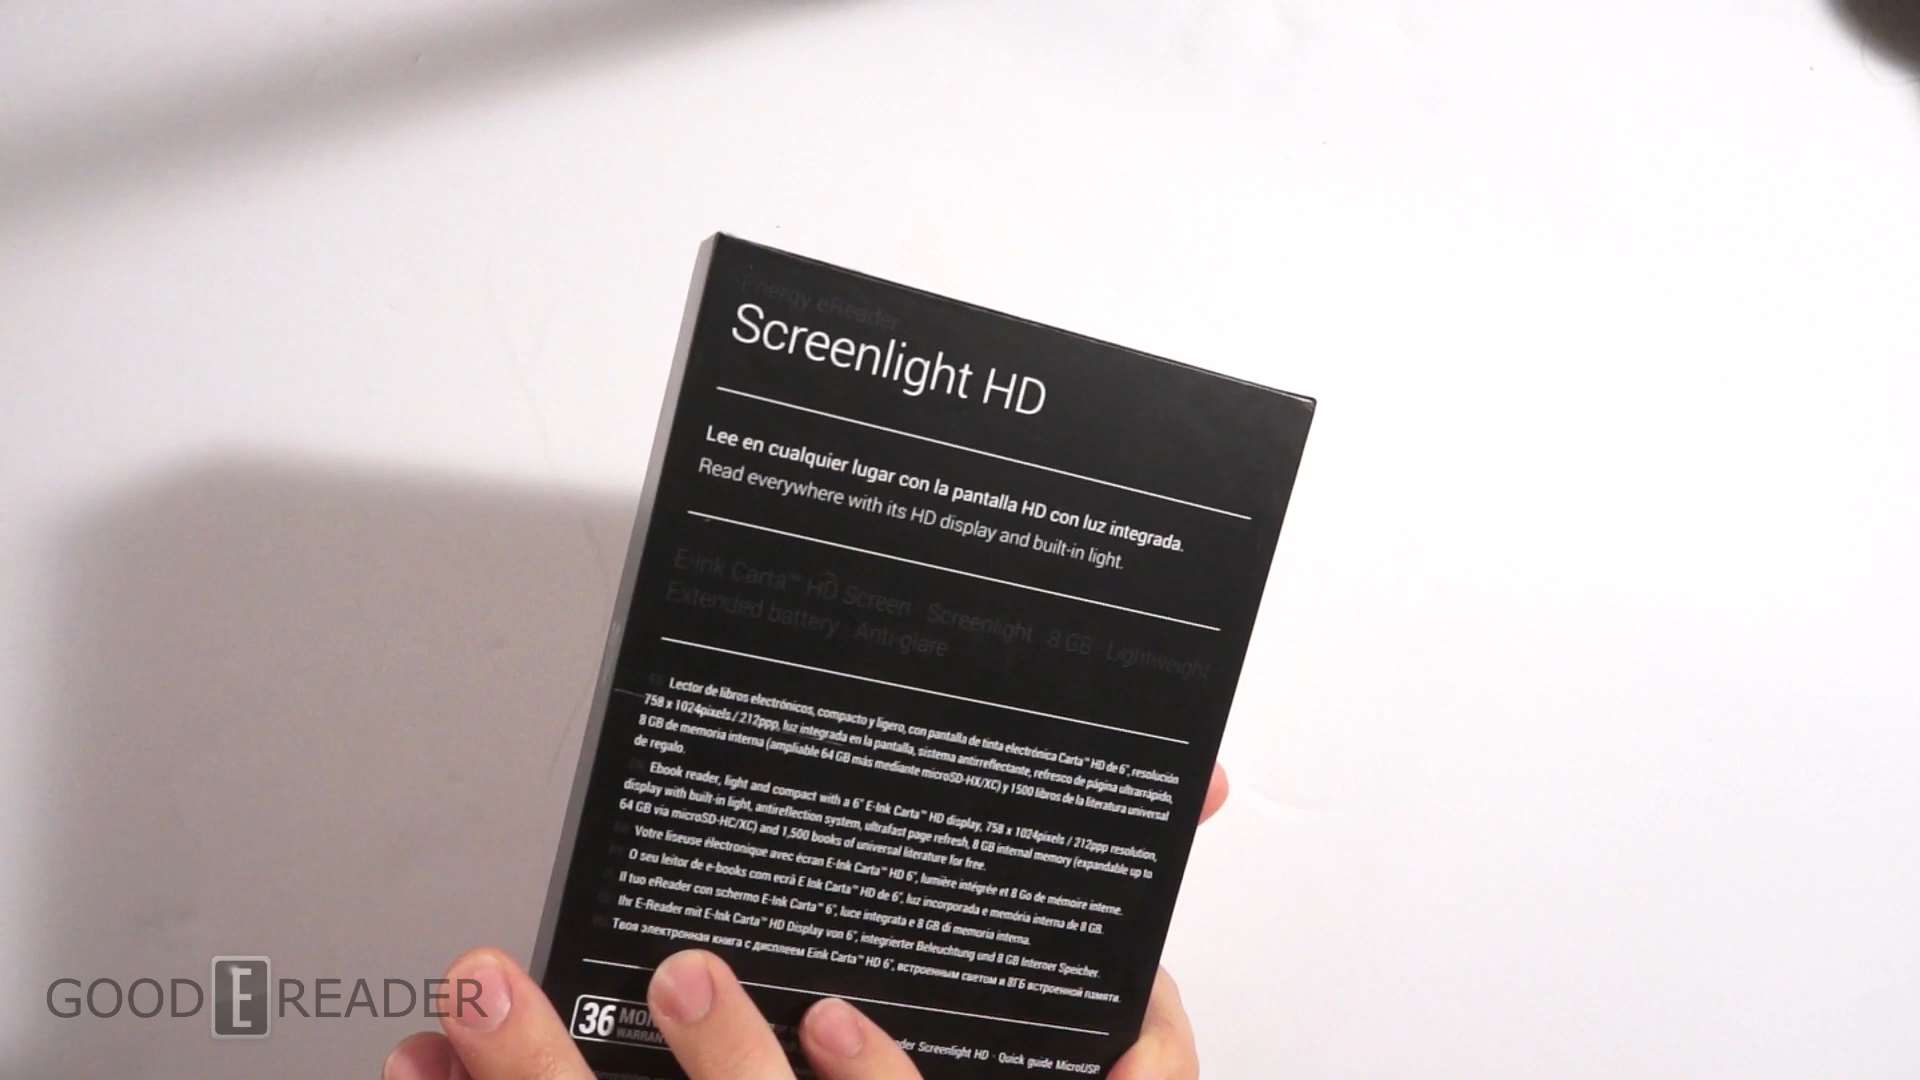 Energy eReader
Screenlight HD
Lee en cualquier lugar con la pantalla HD con luz integrada.
Read everywhere with its HD display and built-in light.
E-Ink Carta™ HD Screen · Screenlight · 8 GB · Lightweight
Extended battery · Anti-glare
Lector de libros electrónicos, compacto y ligero, con pantalla de tinta electrónica Carta™ HD de 6", resolución
758 x 1024pixels / 212ppp, luz integrada en la pantalla, sistema antirreflectante, refresco de página ultrarrápido,
8 GB de memoria interna (ampliable 64 GB más mediante microSD-HX/XC) y 1500 libros de la literatura universal
de regalo.
Ebook reader, light and compact with a 6" E-Ink Carta™ HD display, 758 x 1024pixels / 212ppp resolution,
display with built-in light, antireflection system, ultrafast page refresh, 8 GB internal memory (expandable up to
64 GB via microSD-HC/XC) and 1,500 books of universal literature for free.
Votre liseuse électronique avec écran E-Ink Carta™ HD 6", lumière intégrée et 8 Go de mémoire interne.
O seu leitor de e-books com ecrã E Ink Carta™ HD de 6", luz incorporada e memória interna de 8 GB.
Il tuo eReader con schermo E-Ink Carta™ 6", luce integrata e 8 GB di memoria interna.
Ihr E-Reader mit E-Ink Carta™ HD Display von 6", integrierter Beleuchtung und 8 GB Interner Speicher.
Твоя электронная книга с дисплеем Eink Carta™ HD 6", встроенным светом и 8ГБ встроенной памяти.
36
Screenlight HD · Quick guide MicroUSB
GOOD E READER